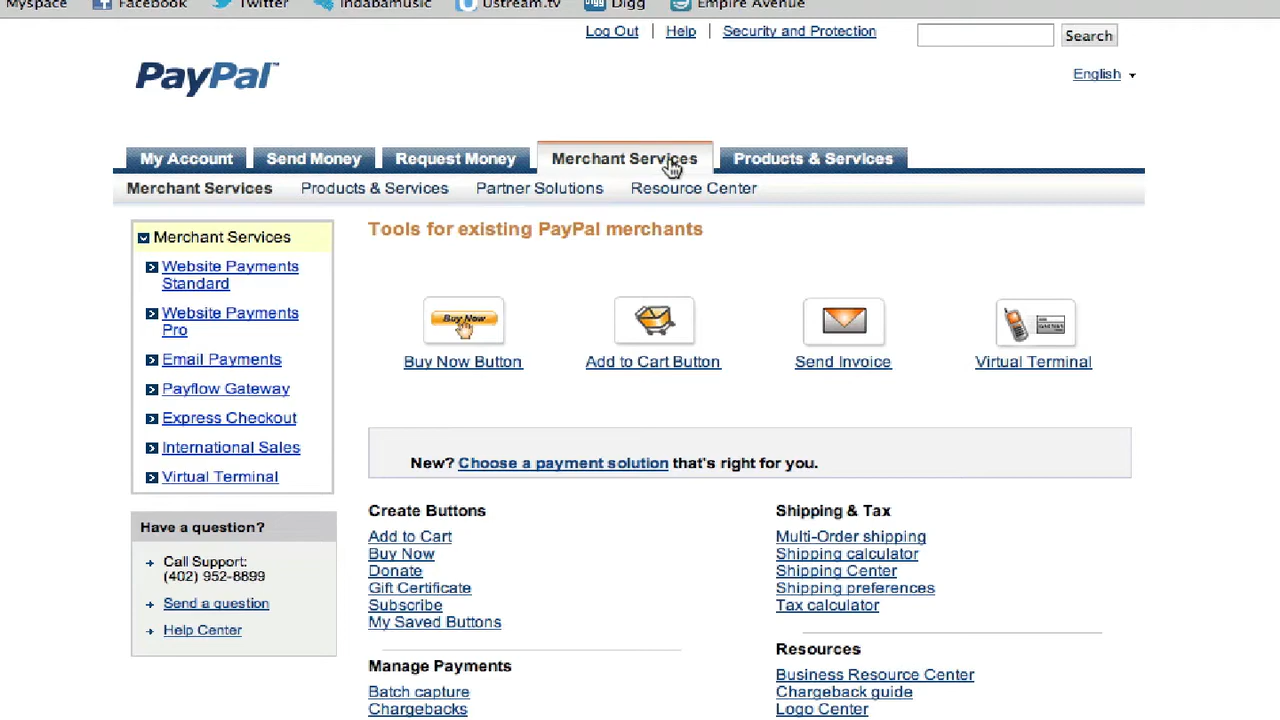 Myspace Facebook Twitter indabamusic Ustream.tv Digg Empire Avenue
Log Out | Help | Security and Protection Search
PayPal™
English
My Account Send Money Request Money Merchant Services Products & Services
Merchant Services Products & Services Partner Solutions Resource Center
Merchant Services
Website Payments
Standard
Website Payments
Pro
Email Payments
Payflow Gateway
Express Checkout
International Sales
Virtual Terminal
Have a question?
Call Support:
(402) 952-8899
Send a question
Help Center
Tools for existing PayPal merchants
Buy Now
Buy Now Button Add to Cart Button Send Invoice Virtual Terminal
New? Choose a payment solution that's right for you.
Create Buttons
Add to Cart
Buy Now
Donate
Gift Certificate
Subscribe
My Saved Buttons
Manage Payments
Batch capture
Chargebacks
Shipping & Tax
Multi-Order shipping
Shipping calculator
Shipping Center
Shipping preferences
Tax calculator
Resources
Business Resource Center
Chargeback guide
Logo Center